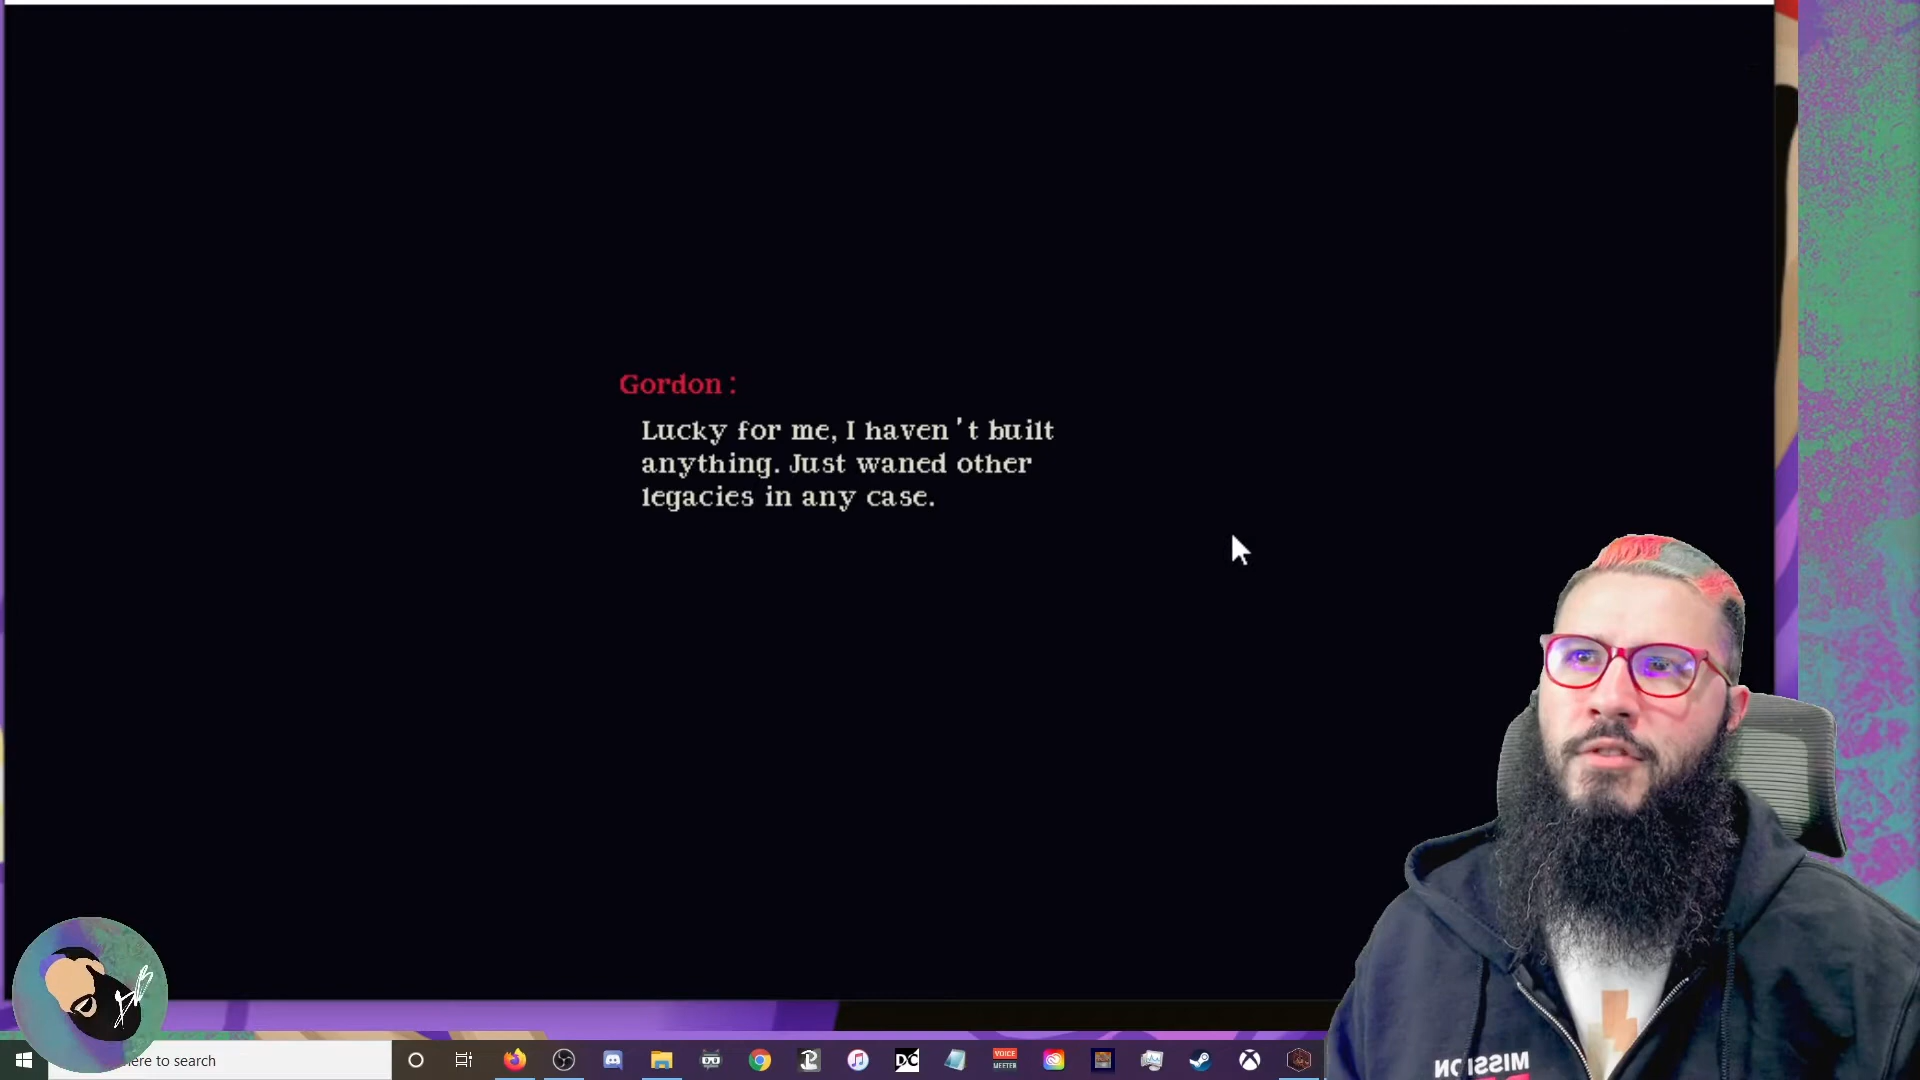 Gordon:
Lucky for me, I haven't built
anything. Just waned other
legacies in any case.
ere to search
DC
VOICE
MEETER
MISSION